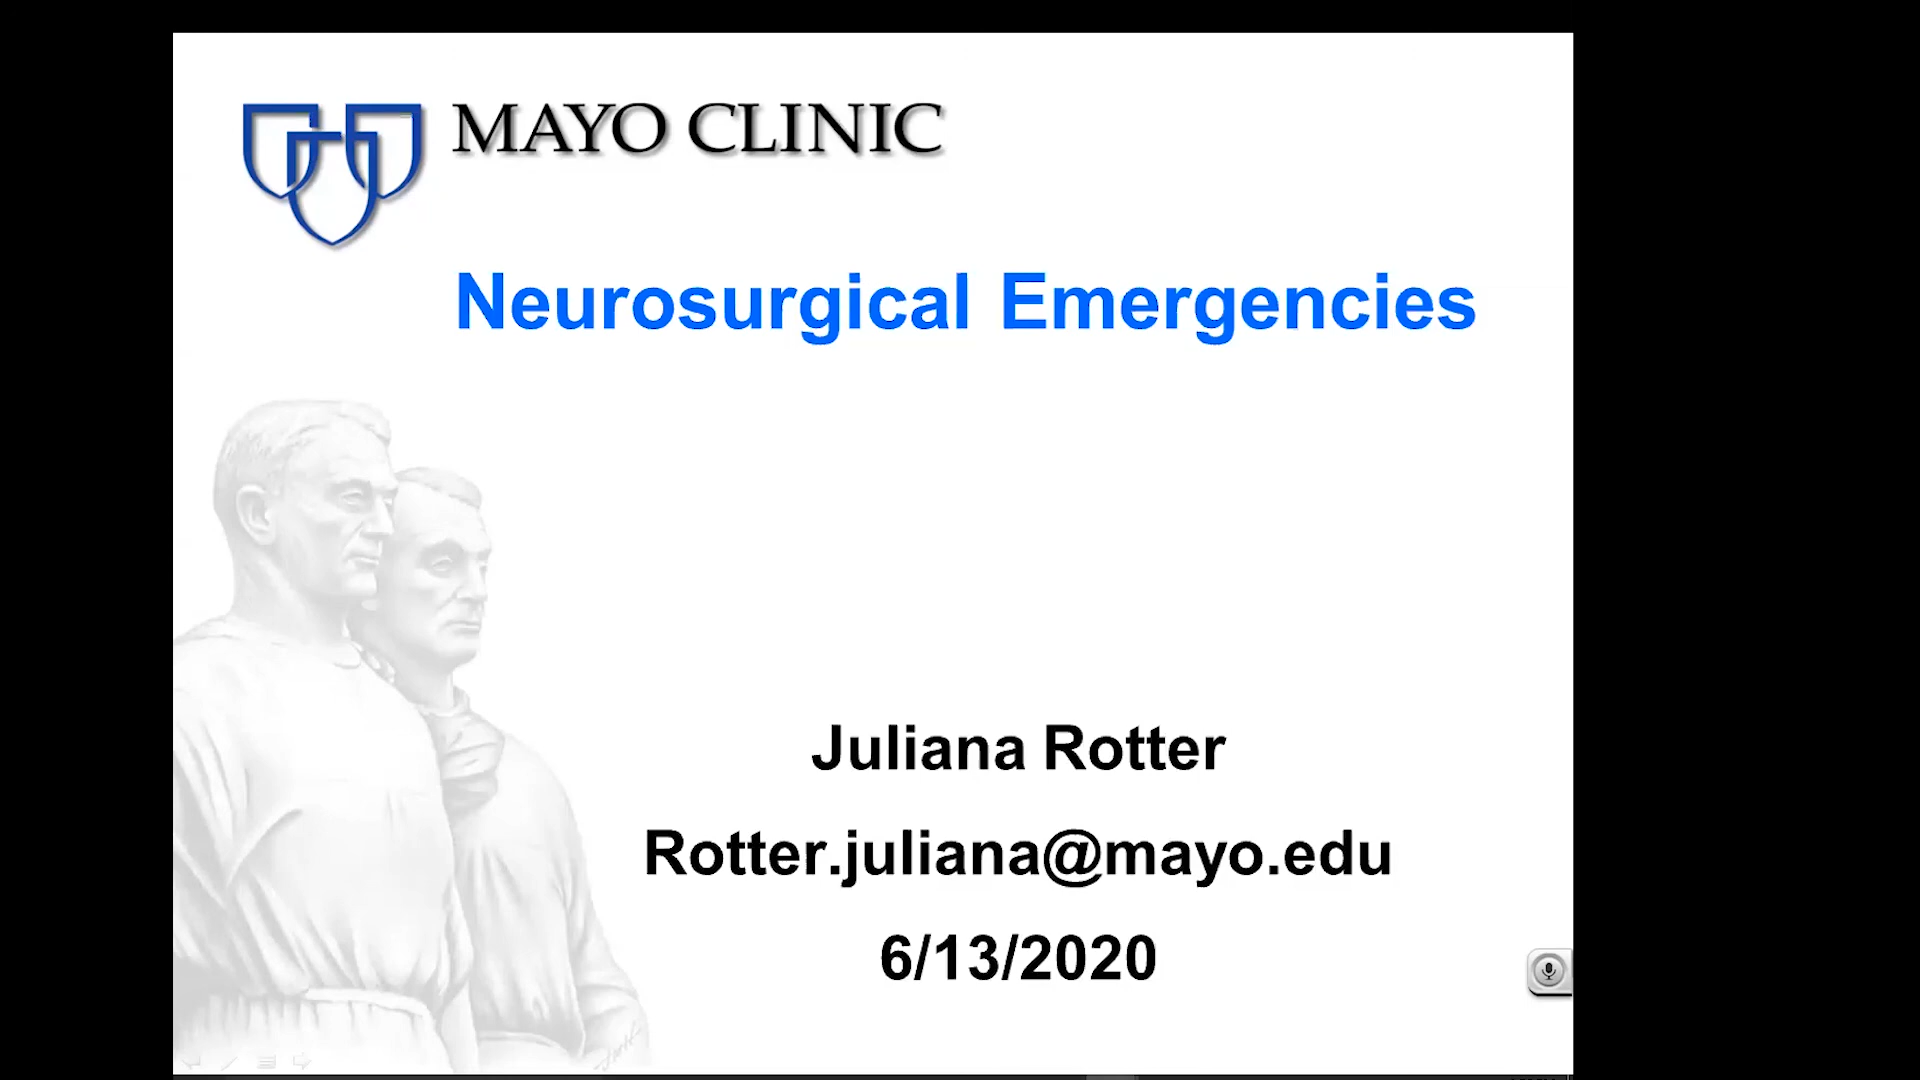 MAYO CLINIC
Neurosurgical Emergencies
Juliana Rotter
Rotter.juliana@mayo.edu
6/13/2020